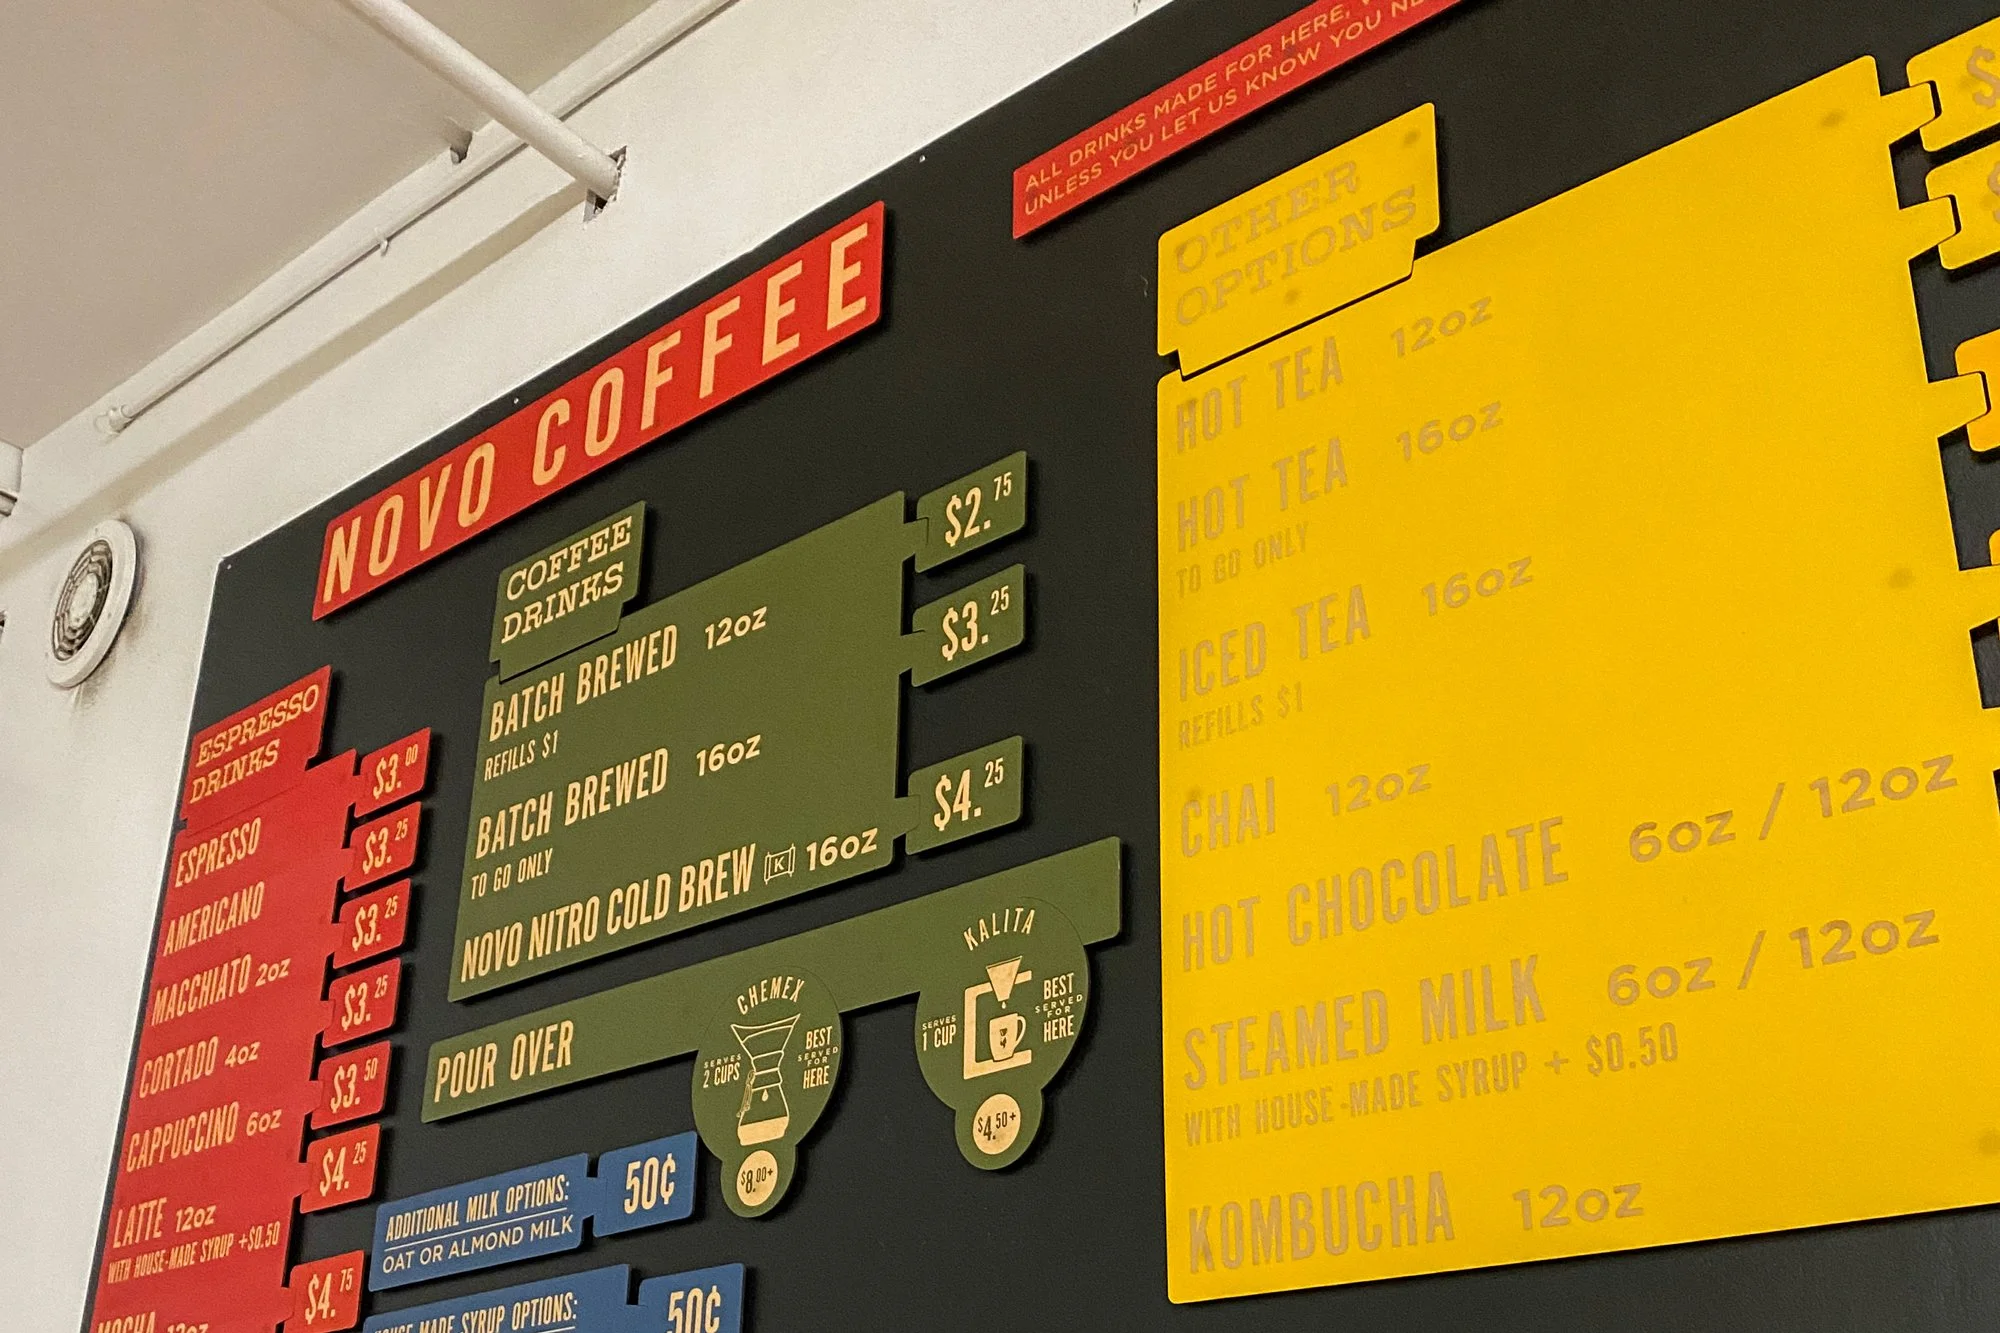 ALL DRINKS MADE FOR HERE,
UNLESS YOU LET US KNOW YOU
NOVO COFFEE
ESPRESSO
DRINKS
ESPRESSO $3.00
AMERICANO $3.25
MACCHIATO 2oz $3.25
CORTADO 4oz $3.25
CAPPUCCINO 6oz $3.50
LATTE 12oz $4.25
WITH HOUSE-MADE SYRUP +$0.50
MOCHA 12oz $4.75
COFFEE
DRINKS
BATCH BREWED 12oz $2.75
REFILLS $1
BATCH BREWED 16oz $3.25
TO GO ONLY
NOVO NITRO COLD BREW K 16oz $4.25
POUR OVER
CHEMEX
SERVES
2 CUPS
BEST
SERVED
FOR
HERE
$8.00+
KALITA
SERVES
1 CUP
BEST
SERVED
FOR
HERE
$4.50+
ADDITIONAL MILK OPTIONS: 50¢
OAT OR ALMOND MILK
HOUSE MADE SYRUP OPTIONS: 50¢
OTHER
OPTIONS
HOT TEA 12oz
HOT TEA 16oz
TO GO ONLY
ICED TEA 16oz
REFILLS $1
CHAI 12oz
HOT CHOCOLATE 6oz / 12oz
STEAMED MILK 6oz / 12oz
WITH HOUSE-MADE SYRUP + $0.50
KOMBUCHA 12oz